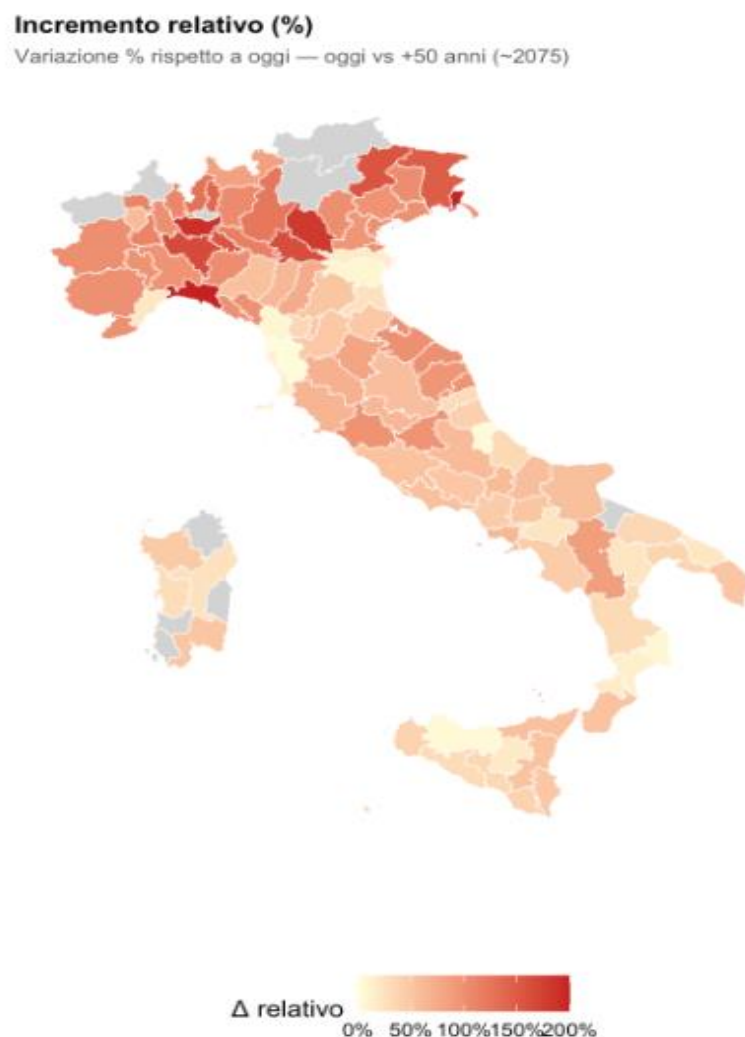 Incremento relativo (%)
Variazione % rispetto a oggi — oggi vs +50 anni (~2075)
Δ relativo
0% 50% 100% 150% 200%